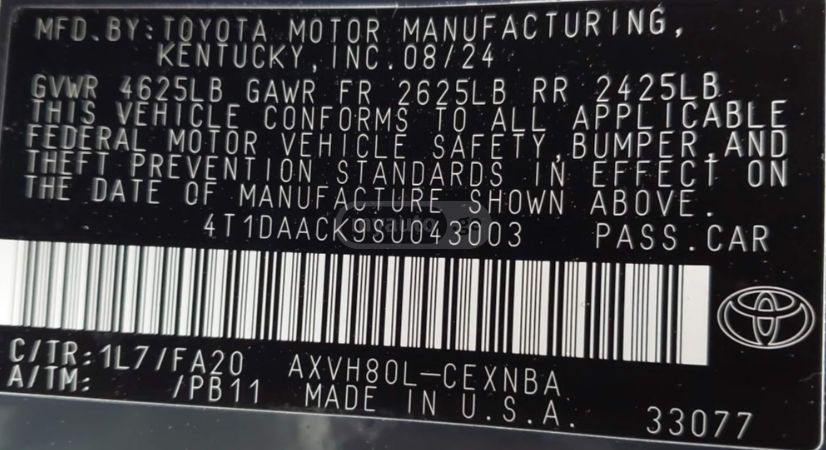 MFD.BY:TOYOTA MOTOR MANUFACTURING,
KENTUCKY,INC.08/24
GVWR 4625LB GAWR FR 2625LB RR 2425LB
THIS VEHICLE CONFORMS TO ALL APPLICABLE
FEDERAL MOTOR VEHICLE SAFETY,BUMPER,AND
THEFT PREVENTION STANDARDS IN EFFECT ON
THE DATE OF MANUFACTURE SHOWN ABOVE.
4T1DAACK9SU043003 PASS.CAR
C/TR:1L7/FA20 AXVH80L-CEXNBA
A/TM: /PB11 MADE IN U.S.A. 33077